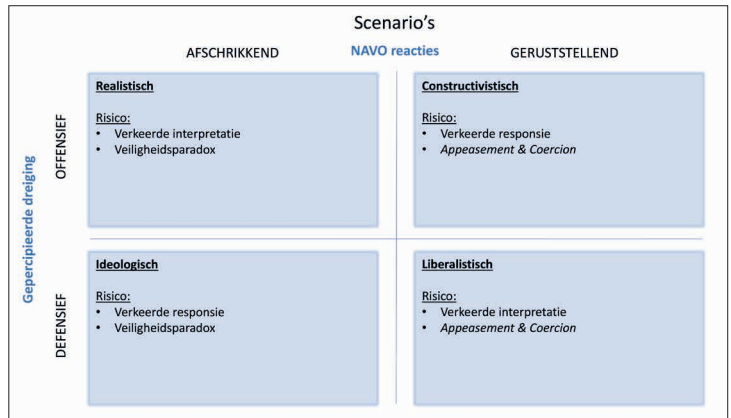 Scenario's
NAVO reacties
AFSCHRIKKEND
GERUSTSTELLEND
Gepercipieerde dreiging
OFFENSIEF
Realistisch
Risico:
• Verkeerde interpretatie
• Veiligheidsparadox
Constructivistisch
Risico:
• Verkeerde responsie
• Appeasement & Coercion
DEFENSIEF
Ideologisch
Risico:
• Verkeerde responsie
• Veiligheidsparadox
Liberalistisch
Risico:
• Verkeerde interpretatie
• Appeasement & Coercion